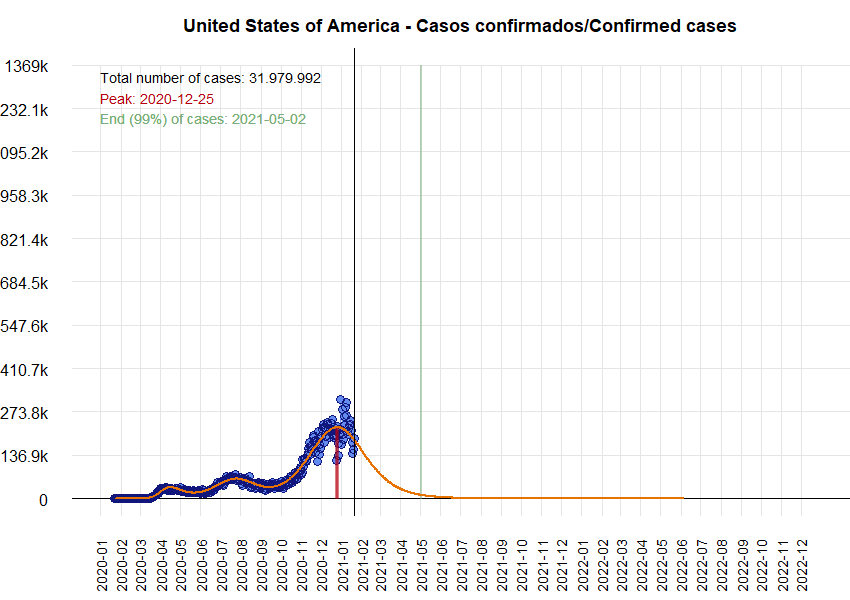 United States of America - Casos confirmados/Confirmed cases
1369k
232.1k
095.2k
958.3k
821.4k
684.5k
547.6k
410.7k
273.8k
136.9k
0
Total number of cases: 31.979.992
Peak: 2020-12-25
End (99%) of cases: 2021-05-02
2020-01
2020-02
2020-03
2020-04
2020-05
2020-06
2020-07
2020-08
2020-09
2020-10
2020-11
2020-12
2021-01
2021-02
2021-03
2021-04
2021-05
2021-06
2021-07
2021-08
2021-09
2021-10
2021-11
2021-12
2022-01
2022-02
2022-03
2022-04
2022-05
2022-06
2022-07
2022-08
2022-09
2022-10
2022-11
2022-12